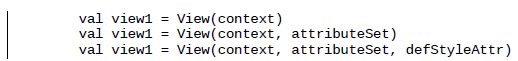 val view1 = View(context)
val view1 = View(context, attributeSet)
val view1 = View(context, attributeSet, defStyleAttr)